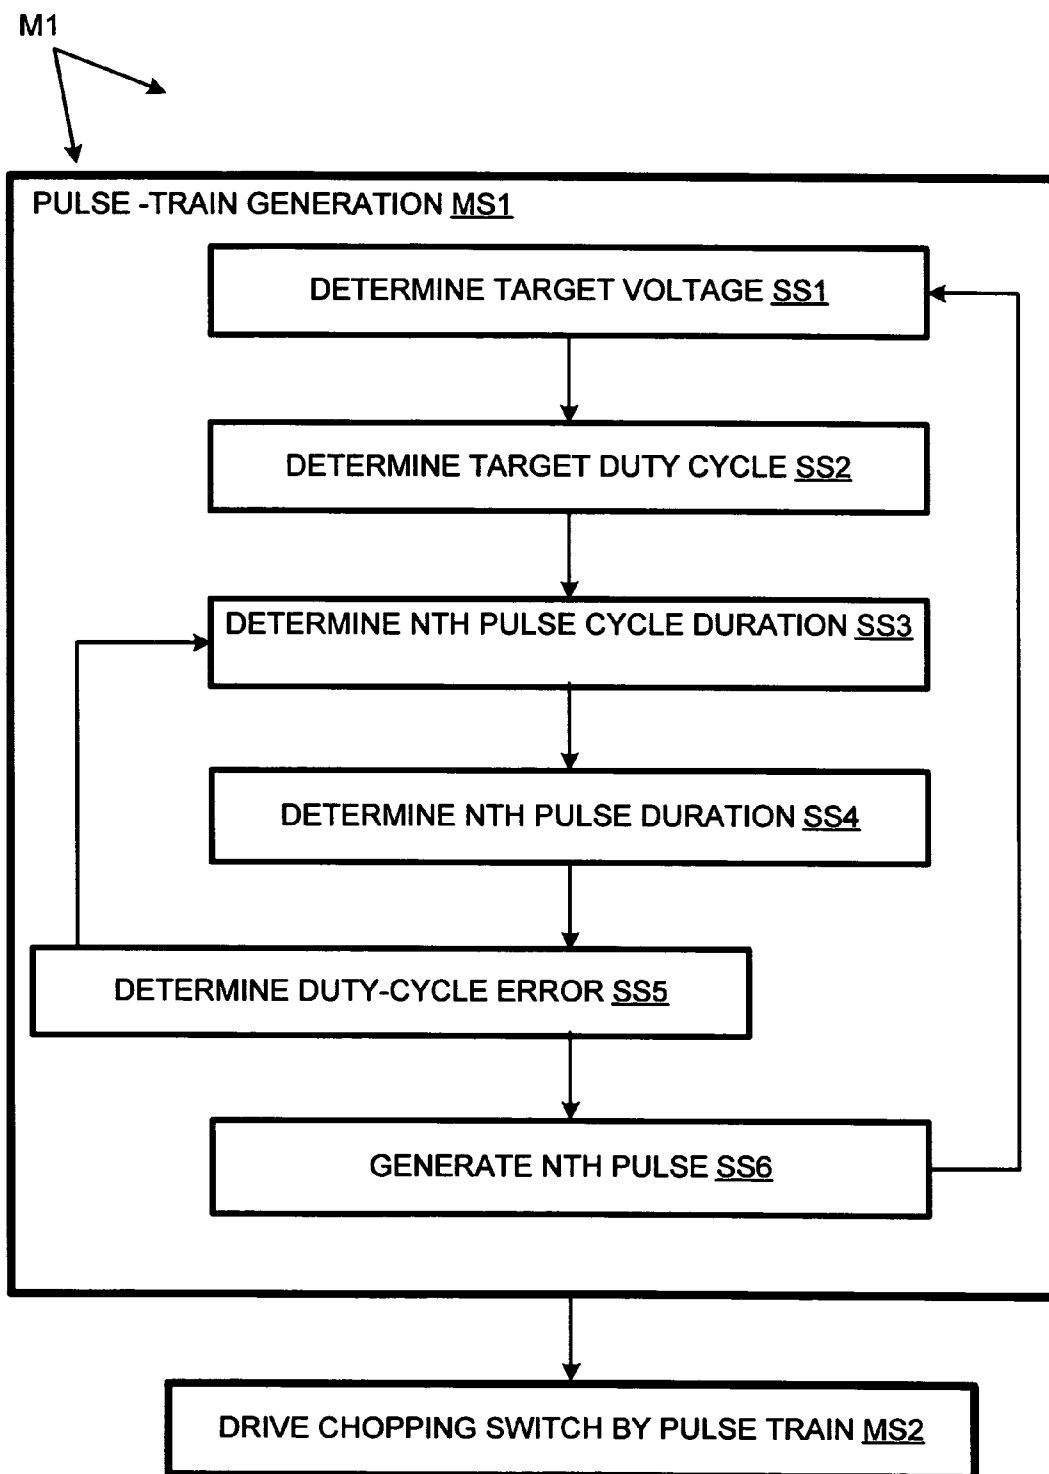 M1
PULSE -TRAIN GENERATION MS1
DETERMINE TARGET VOLTAGE SS1
DETERMINE TARGET DUTY CYCLE SS2
DETERMINE NTH PULSE CYCLE DURATION SS3
DETERMINE NTH PULSE DURATION SS4
DETERMINE DUTY-CYCLE ERROR SS5
GENERATE NTH PULSE SS6
DRIVE CHOPPING SWITCH BY PULSE TRAIN MS2